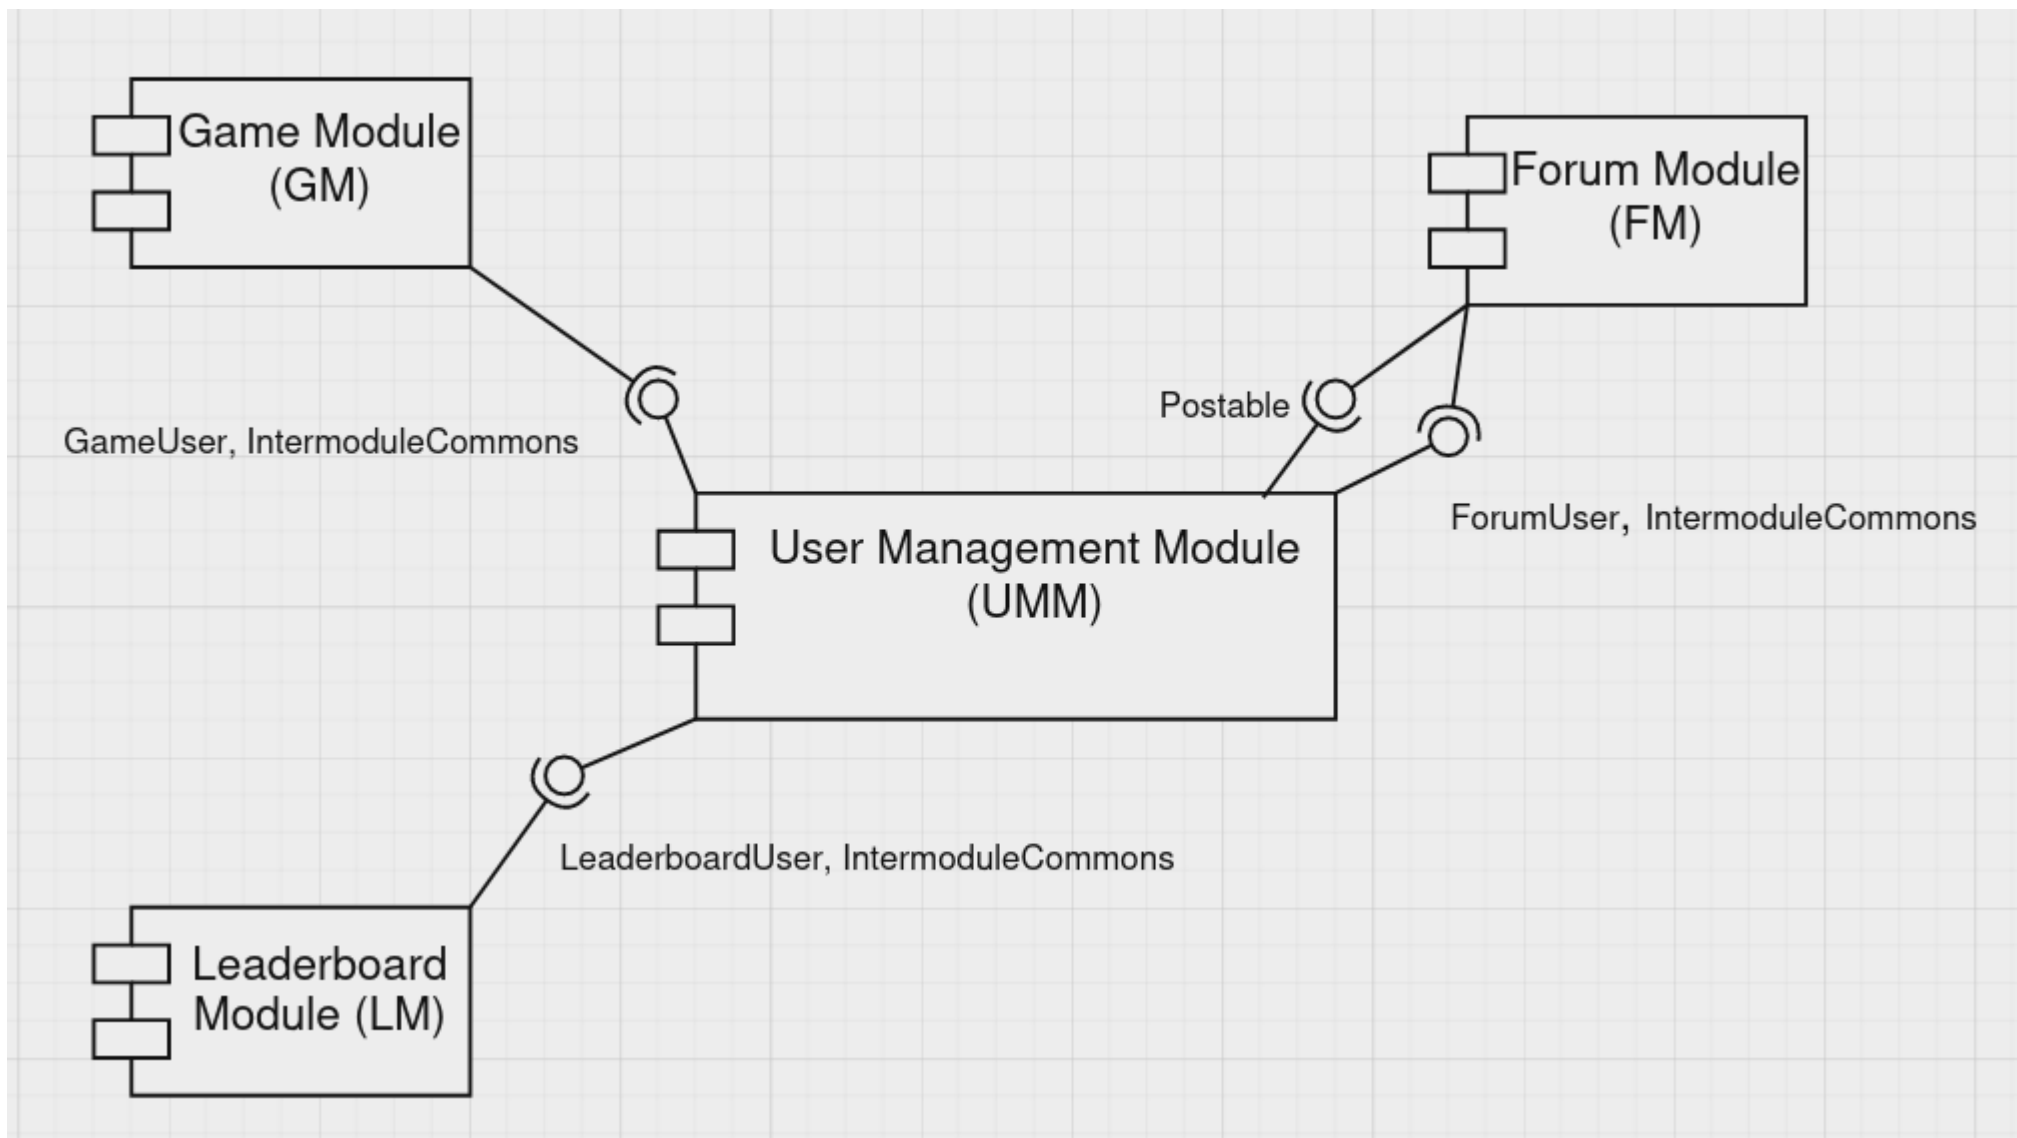 Game Module
(GM)
Forum Module
(FM)
Postable
GameUser, IntermoduleCommons
ForumUser, IntermoduleCommons
User Management Module
(UMM)
LeaderboardUser, IntermoduleCommons
Leaderboard
Module (LM)